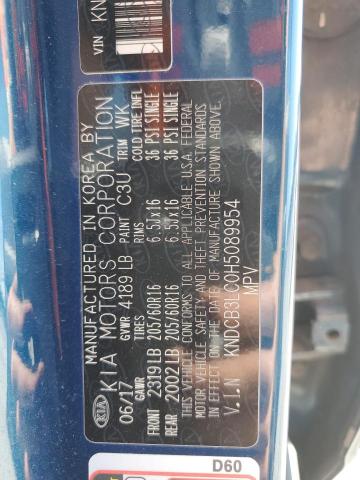 VIN KN
MANUFACTURED IN KOREA BY
KIA KIA MOTORS CORPORATION
06/17 GVWR 4189 LB PAINT C3U TRIM WK
GAWR RIMS COLD TIRE INFL
FRONT 2319 LB 205/60R16 6.5JX16 36 PSI SINGLE
REAR 2002 LB 205/60R16 6.5JX16 36 PSI SINGLE
THIS VEHICLE CONFORMS TO ALL APPLICABLE U.S.A. FEDERAL
MOTOR VEHICLE SAFETY AND THEFT PREVENTION STANDARDS
IN EFFECT ON THE DATE OF MANUFACTURE SHOWN ABOVE.
V.I.N KNDCB3LC0H5089954
MPV
D60